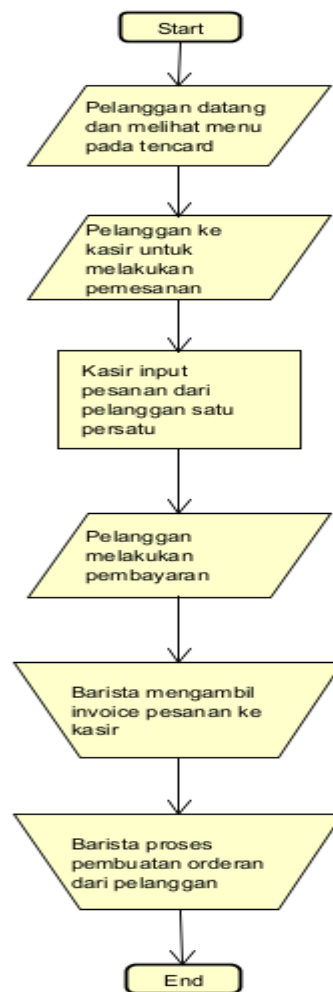 Start
Pelanggan datang
dan melihat menu
pada tencard
Pelanggan ke
kasir untuk
melakukan
pemesanan
Kasir input
pesanan dari
pelanggan satu
persatu
Pelanggan
melakukan
pembayaran
Barista mengambil
invoice pesanan ke
kasir
Barista proses
pembuatan orderan
dari pelanggan
End